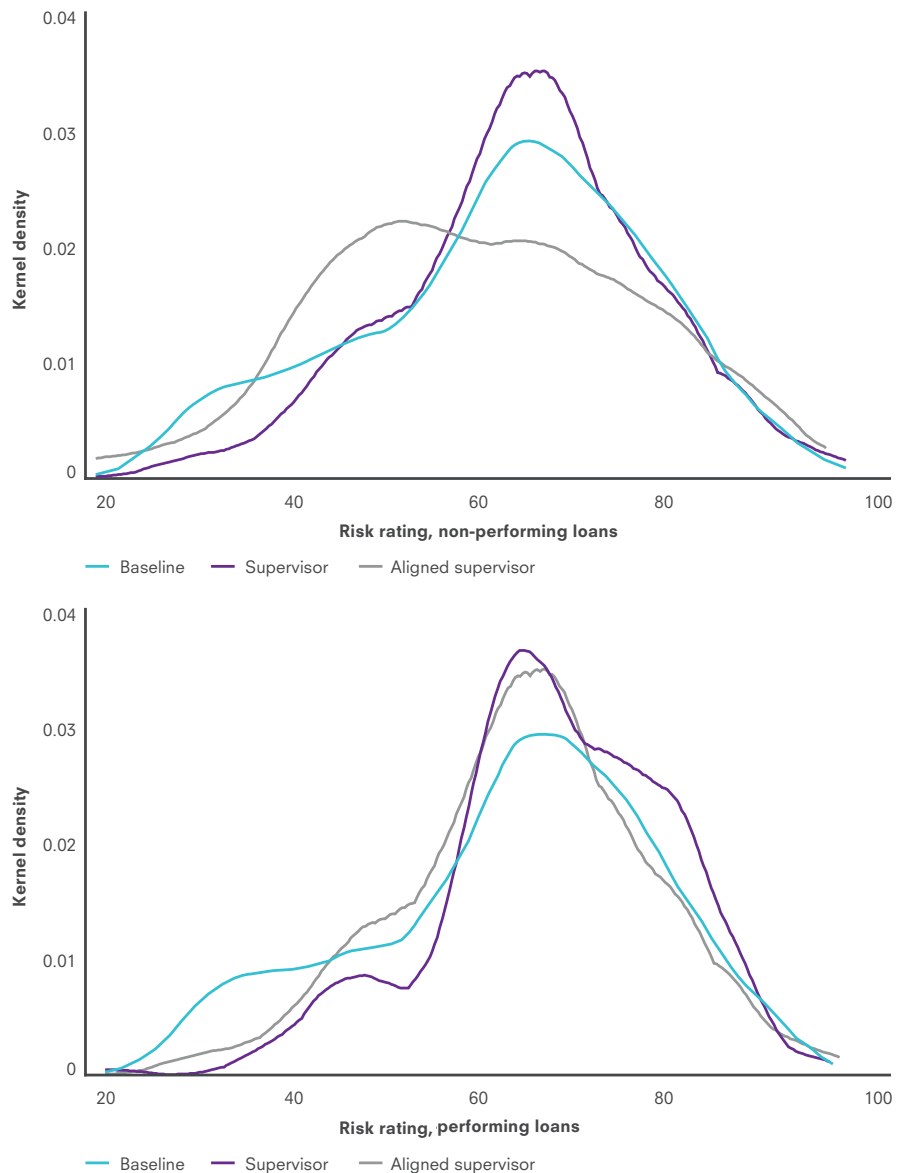 0.04
0.03
0.02
0.01
0
Kernel density
20 40 60 80 100
Risk rating, non-performing loans
Baseline Supervisor Aligned supervisor
0.04
0.03
0.02
0.01
0
Kernel density
20 40 60 80 100
Risk rating, performing loans
Baseline Supervisor Aligned supervisor